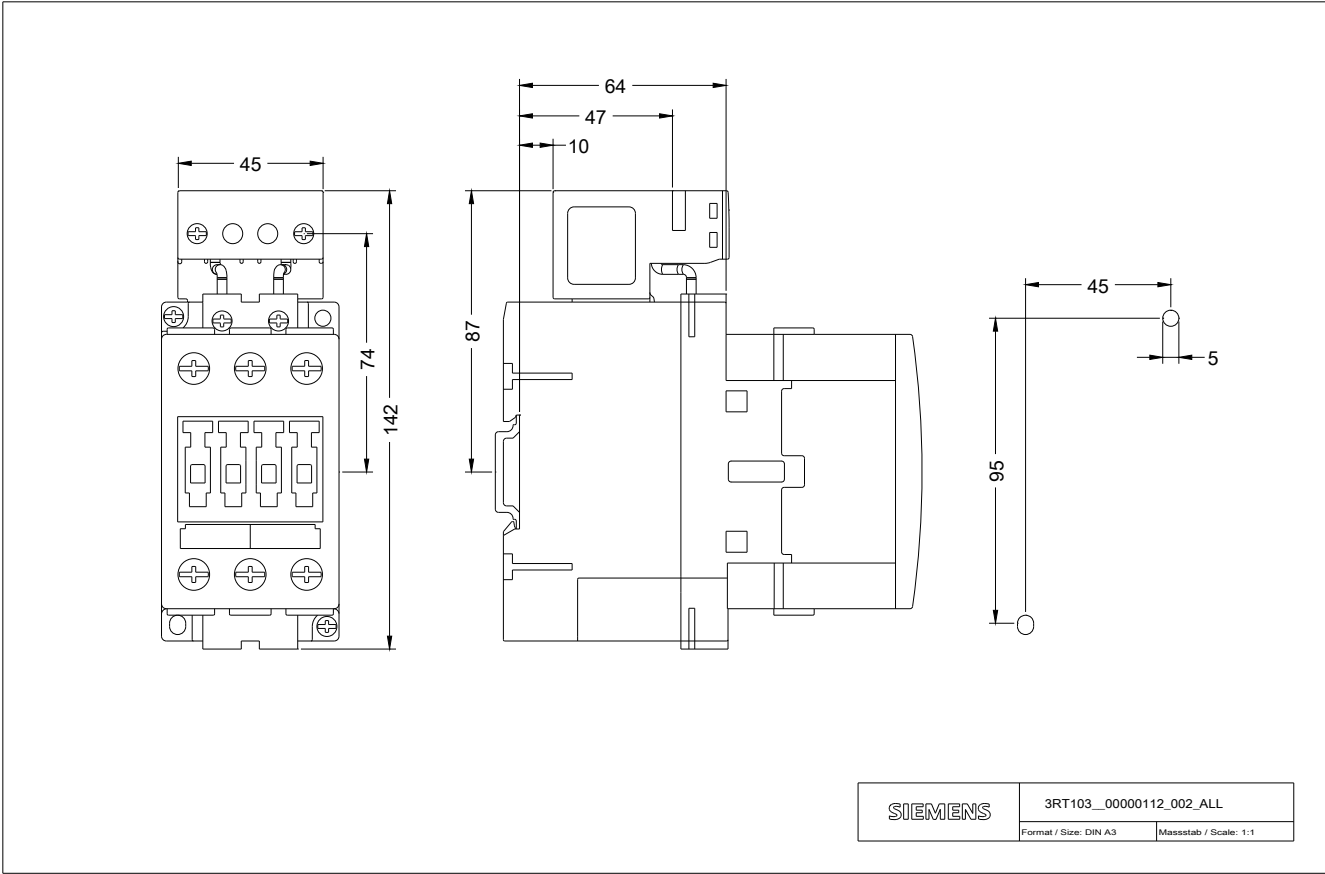 64
47
10
45
87
74
142
45
5
95
SIEMENS
3RT103__00000112_002_ALL
Format / Size: DIN A3
Massstab / Scale: 1:1